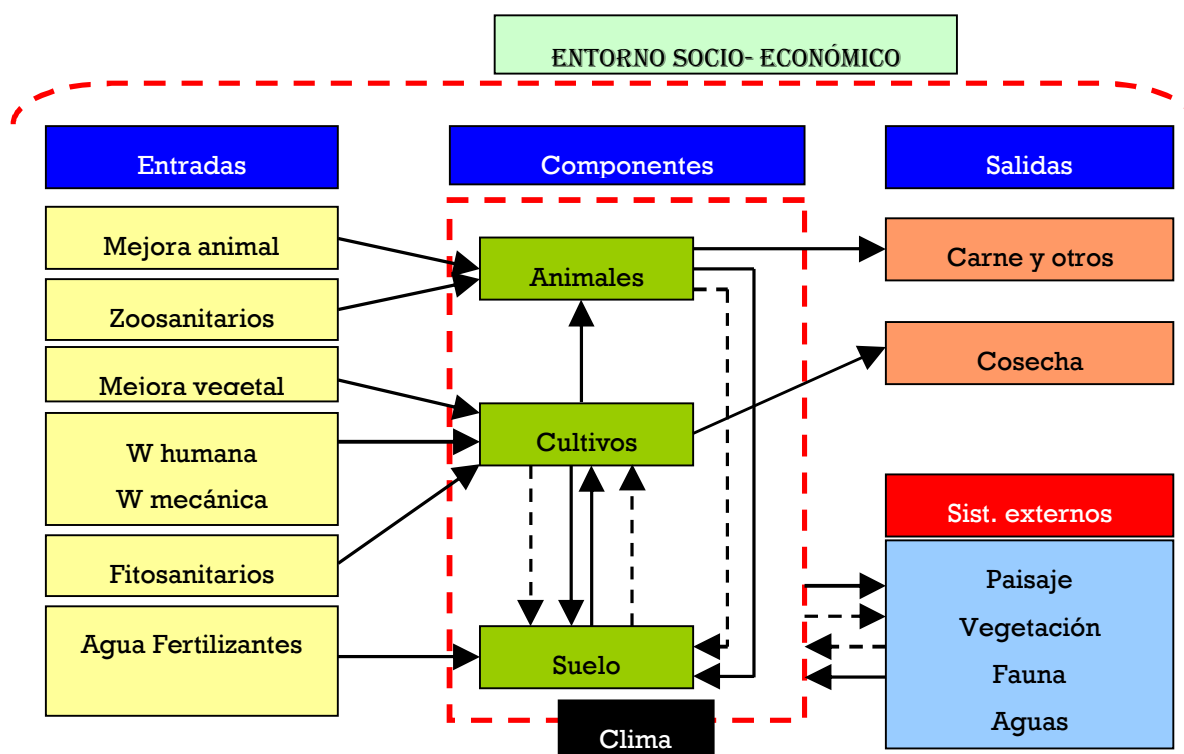 ENTORNO SOCIO- ECONÓMICO
Entradas
Componentes
Salidas
Mejora animal
Zoosanitarios
Mejora vegetal
W humana
W mecánica
Fitosanitarios
Agua Fertilizantes
Animales
Cultivos
Suelo
Clima
Carne y otros
Cosecha
Sist. externos
Paisaje
Vegetación
Fauna
Aguas